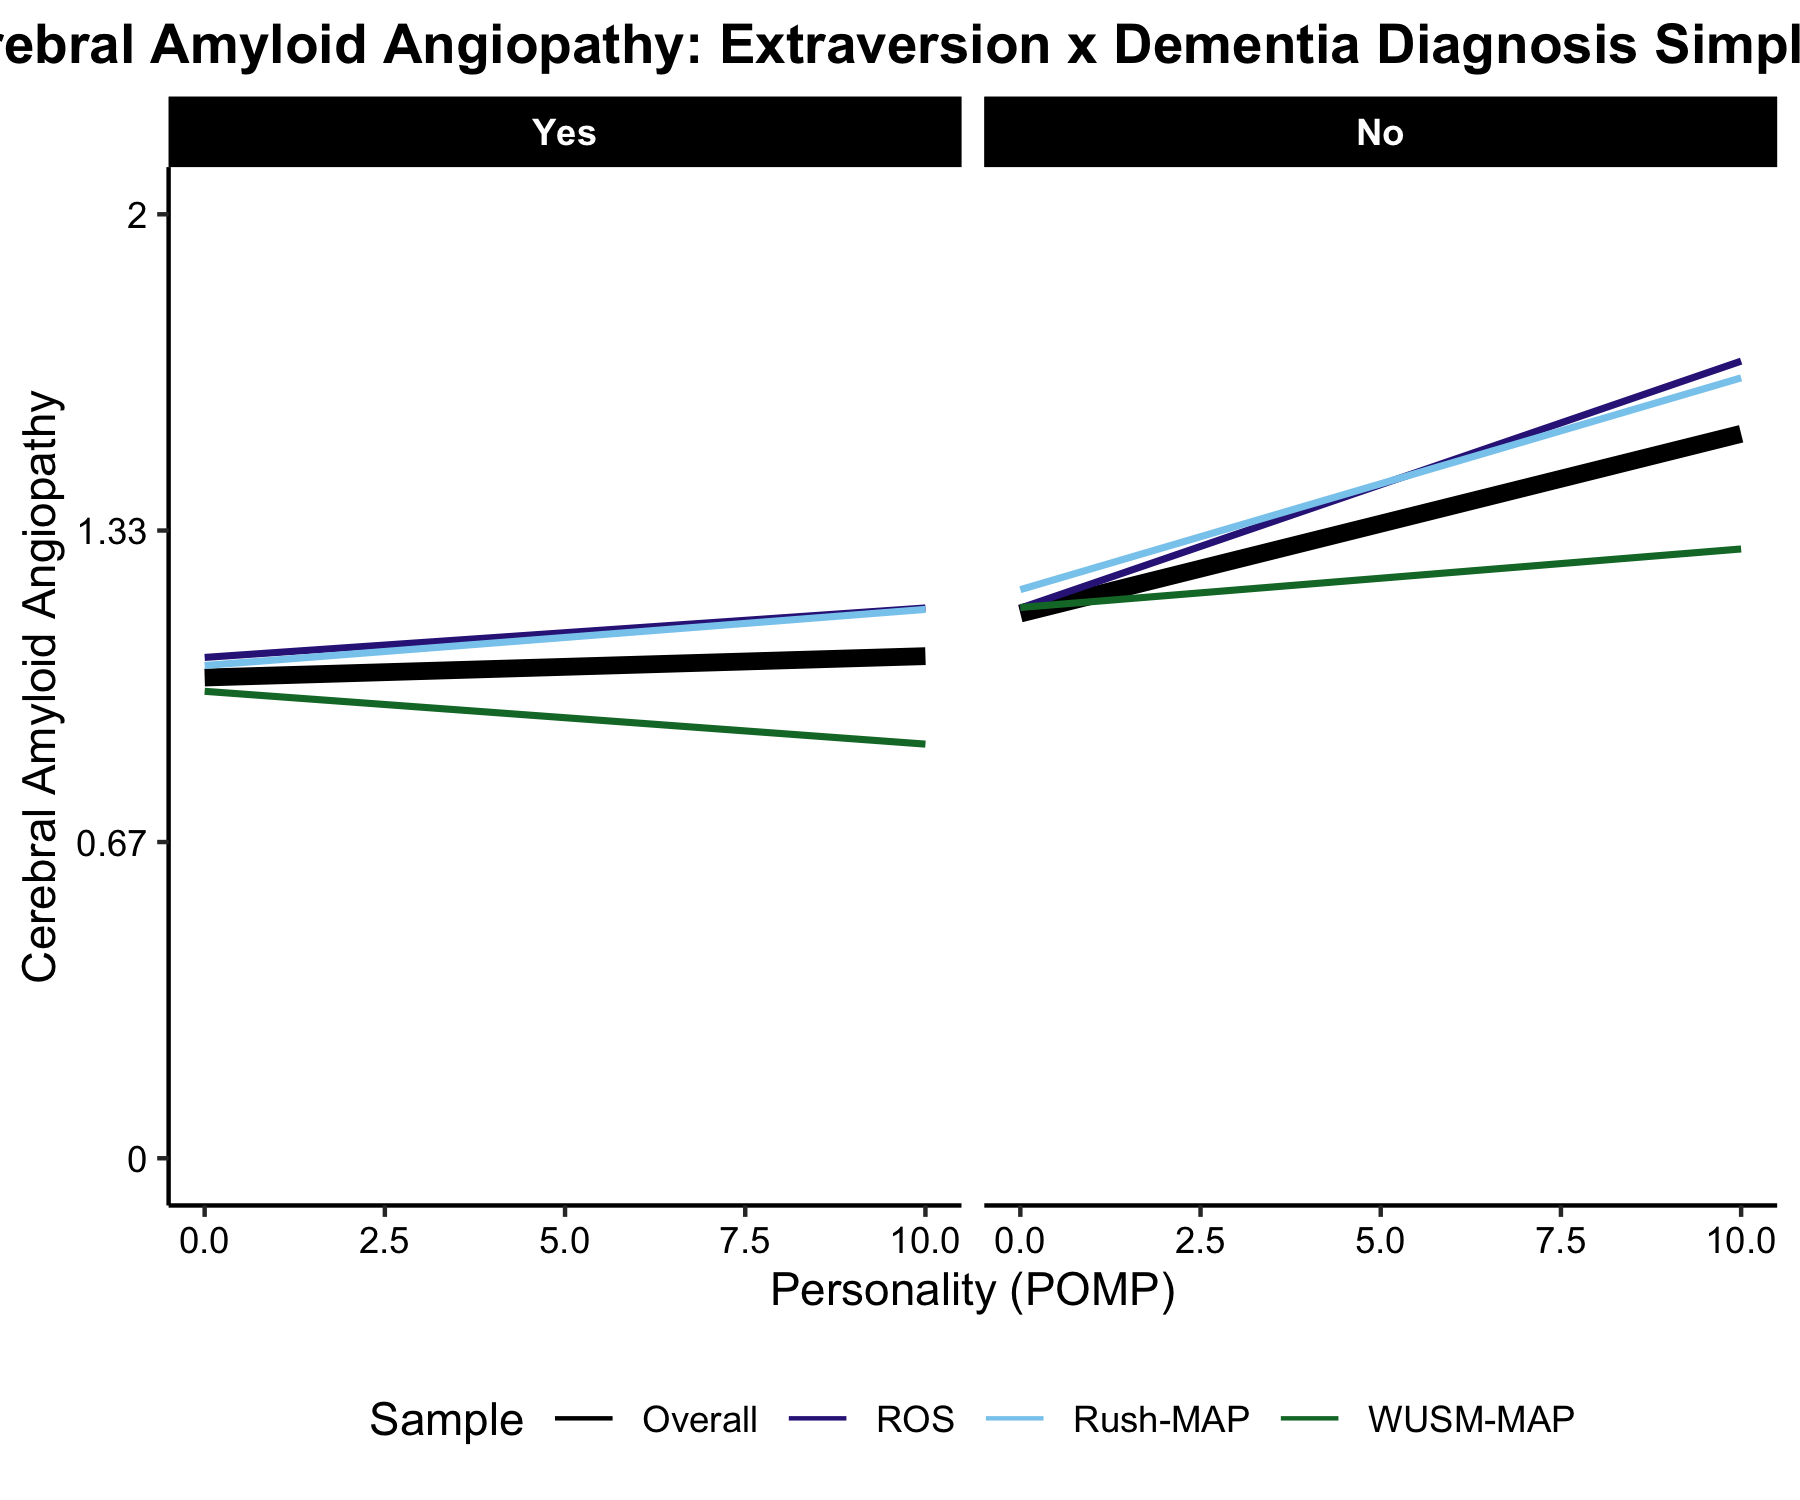 Amyloid Angiopathy: Extraversion x Dementia Diagnosis
Yes No
2
1.33
0.67
0
Cerebral Amyloid Angiopathy
0.0 2.5 5.0 7.5 10.0 0.0 2.5 5.0 7.5 10.0
Personality (POMP)
Sample Overall ROS Rush-MAP WUSM-MAP